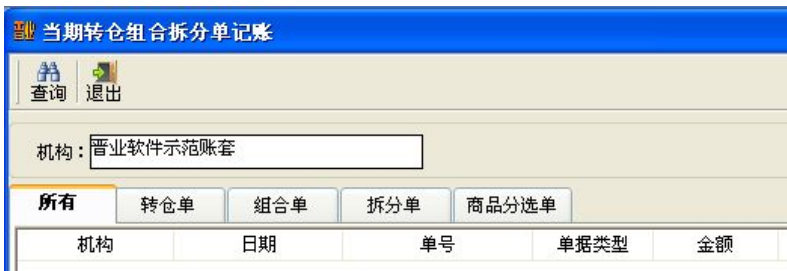 晋业 当期转仓组合拆分单记账
查询 退出
机构：晋业软件示范账套
所有 转仓单 组合单 拆分单 商品分选单
机构 日期 单号 单据类型 金额